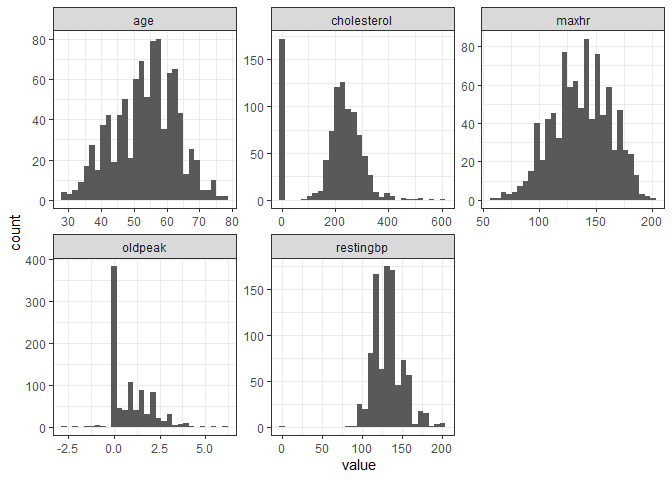 age
cholesterol
maxhr
80
60
40
20
0
30 40 50 60 70 80
150
100
50
0
0 200 400 600
80
60
40
20
0
50 100 150 200
count
oldpeak
restingbp
400
300
200
100
0
-2.5 0.0 2.5 5.0
150
100
50
0
0 50 100 150 200
value